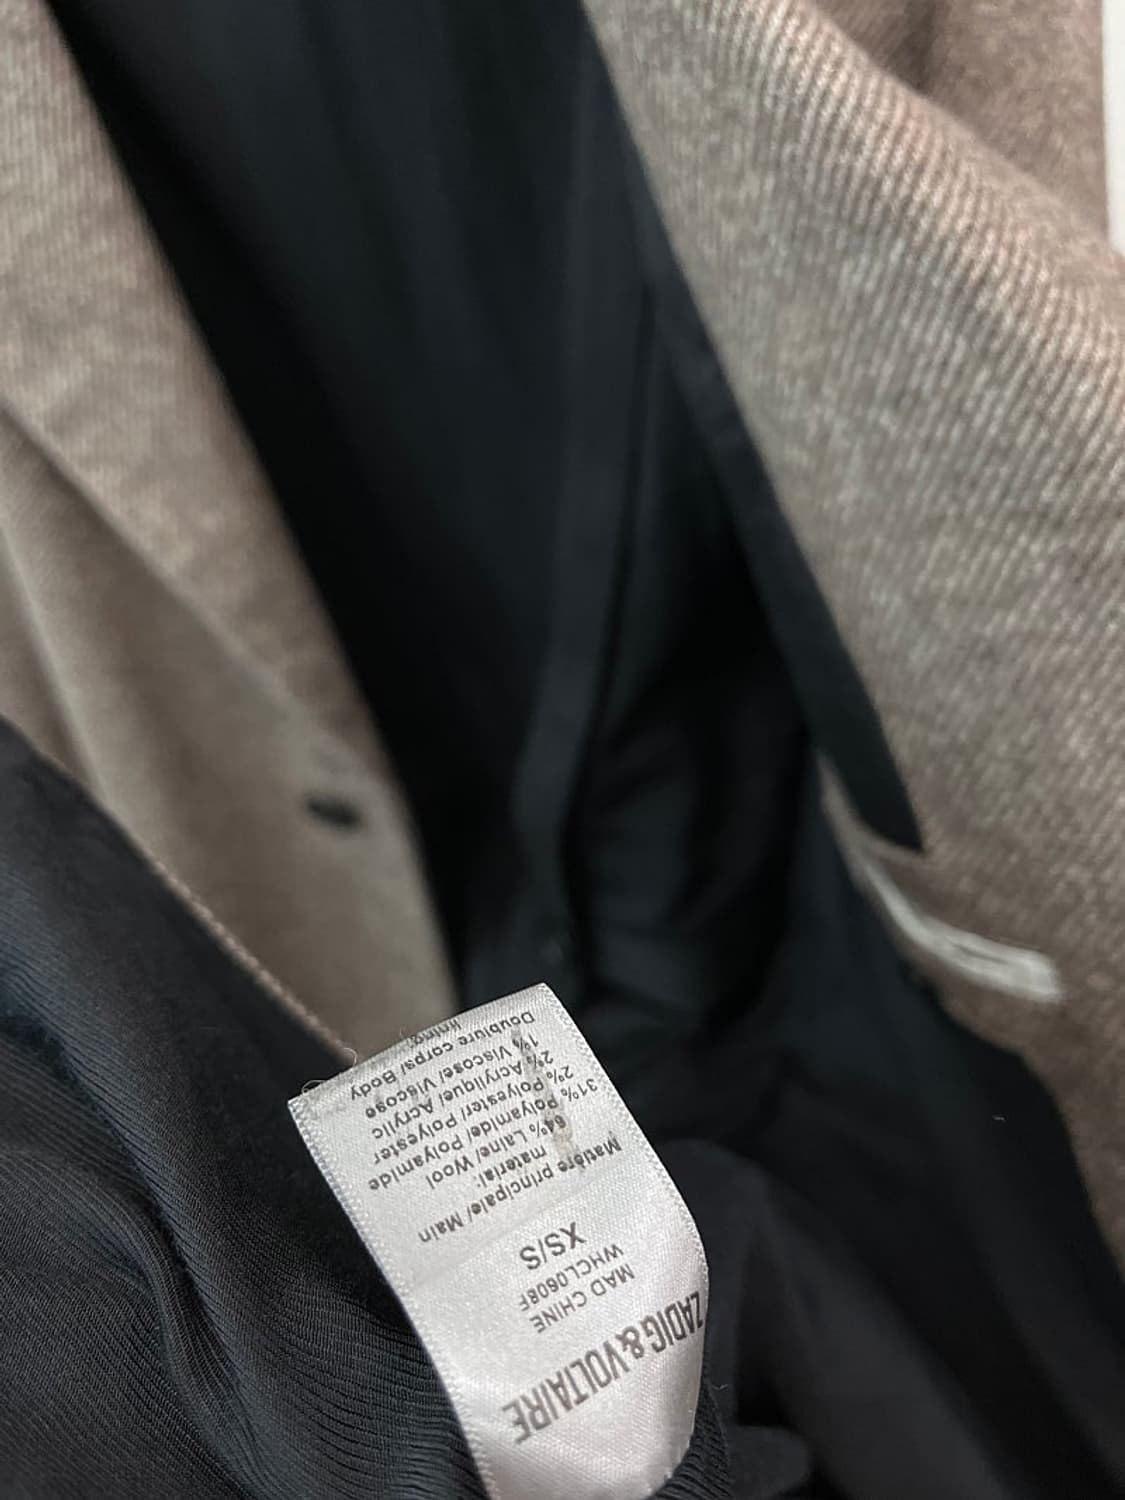 ZADIG&VOLTAIRE
MAD CHINE
WHCL0608F
XS/S
Matière principale/ Main
material:
64% Laine/ Wool
31% Polyamide/ Polyamide
2% Polyester/ Polyester
2% Acrylique/ Acrylic
1% Viscose/ Viscose
Doublure corps/ Body
lining: